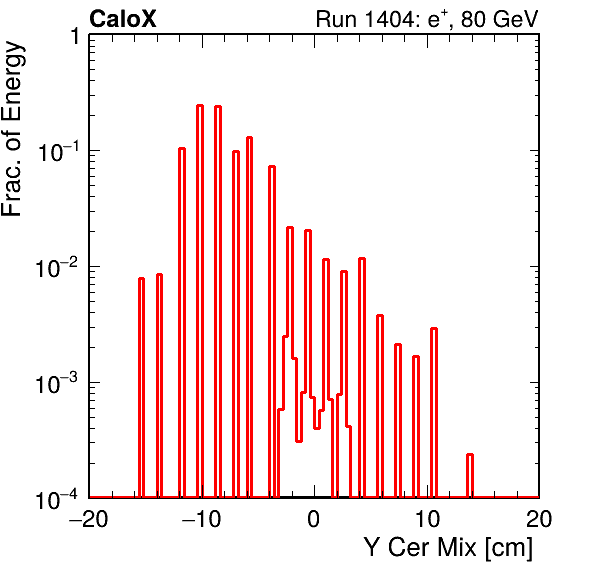 CaloX Run 1404: e⁺, 80 GeV
Frac. of Energy
1
10⁻¹
10⁻²
10⁻³
10⁻⁴
−20 −10 0 10 20
Y Cer Mix [cm]